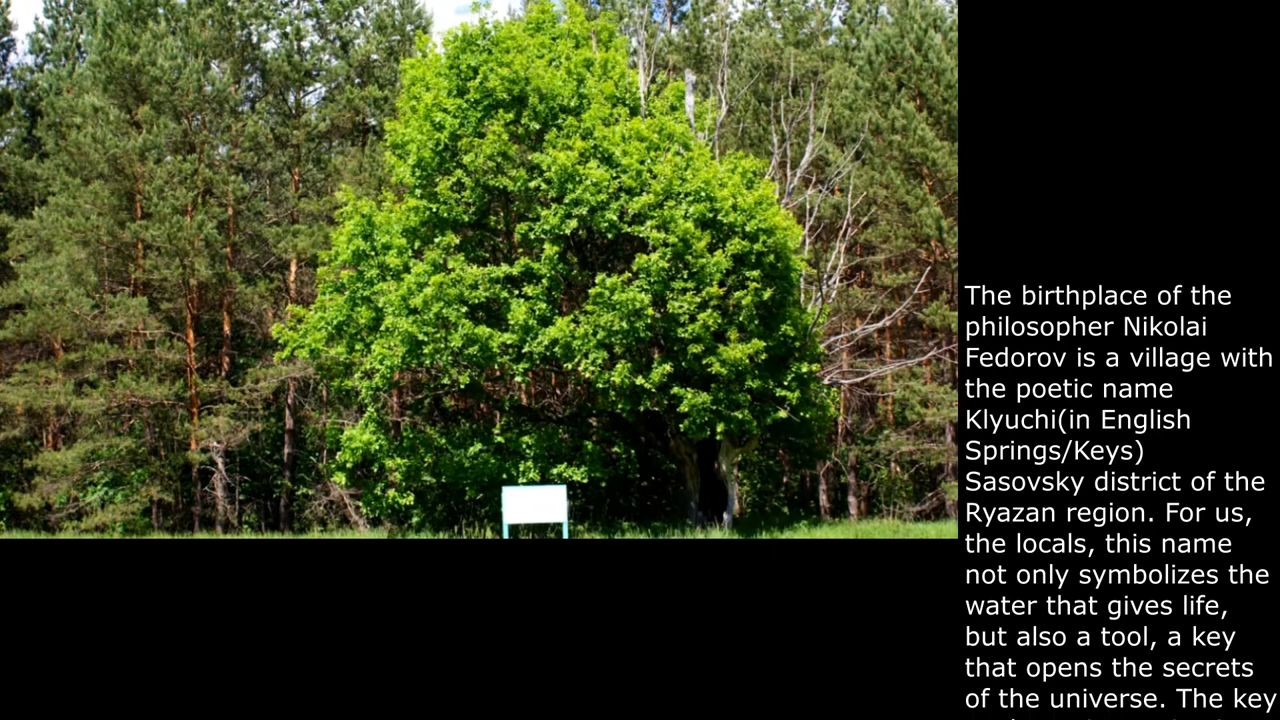 The birthplace of the
philosopher Nikolai
Fedorov is a village with
the poetic name
Klyuchi(in English
Springs/Keys)
Sasovsky district of the
Ryazan region. For us,
the locals, this name
not only symbolizes the
water that gives life,
but also a tool, a key
that opens the secrets
of the universe. The key